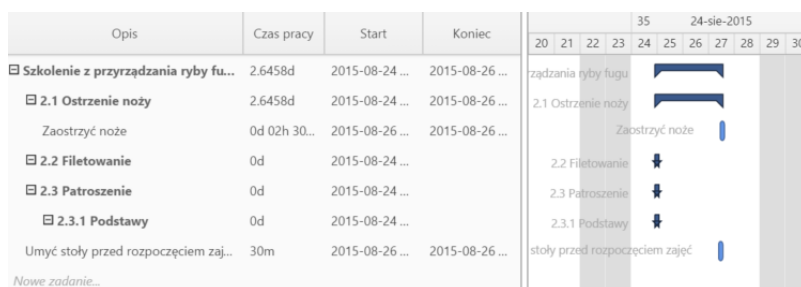 Opis Czas pracy Start Koniec
35 24-sie-2015
20 21 22 23 24 25 26 27 28 29 30
Szkolenie z przyrządzania ryby fu... 2.6458d 2015-08-24 ... 2015-08-26 ... rządzania ryby fugu
2.1 Ostrzenie noży 2.6458d 2015-08-24 ... 2015-08-26 ... 2.1 Ostrzenie noży
Zaostrzyć noże 0d 02h 30... 2015-08-26 ... 2015-08-26 ... Zaostrzyć noże
2.2 Filetowanie 0d 2015-08-24 ... 2.2 Filetowanie
2.3 Patroszenie 0d 2015-08-24 ... 2.3 Patroszenie
2.3.1 Podstawy 0d 2015-08-24 ... 2.3.1 Podstawy
Umyć stoły przed rozpoczęciem zaj... 30m 2015-08-26 ... 2015-08-26 ... stoły przed rozpoczęciem zajęć
Nowe zadanie...